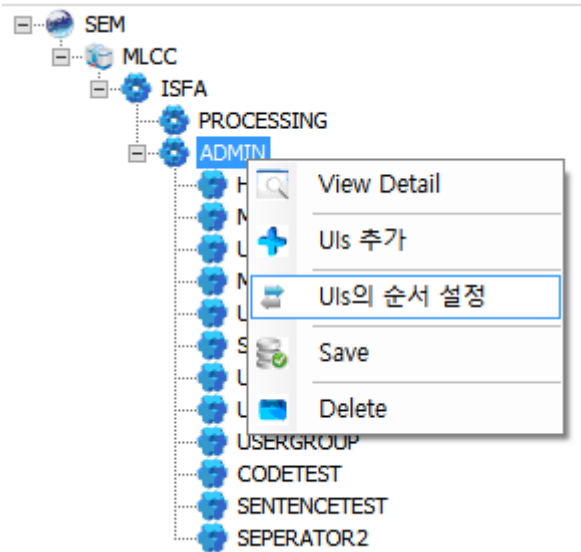 SEM
MLCC
ISFA
PROCESSING
ADMIN
H
View Detail
M
UIs 추가
U
M
UIs의 순서 설정
U
S
Save
U
U
Delete
USERGROUP
CODETEST
SENTENCETEST
SEPERATOR2